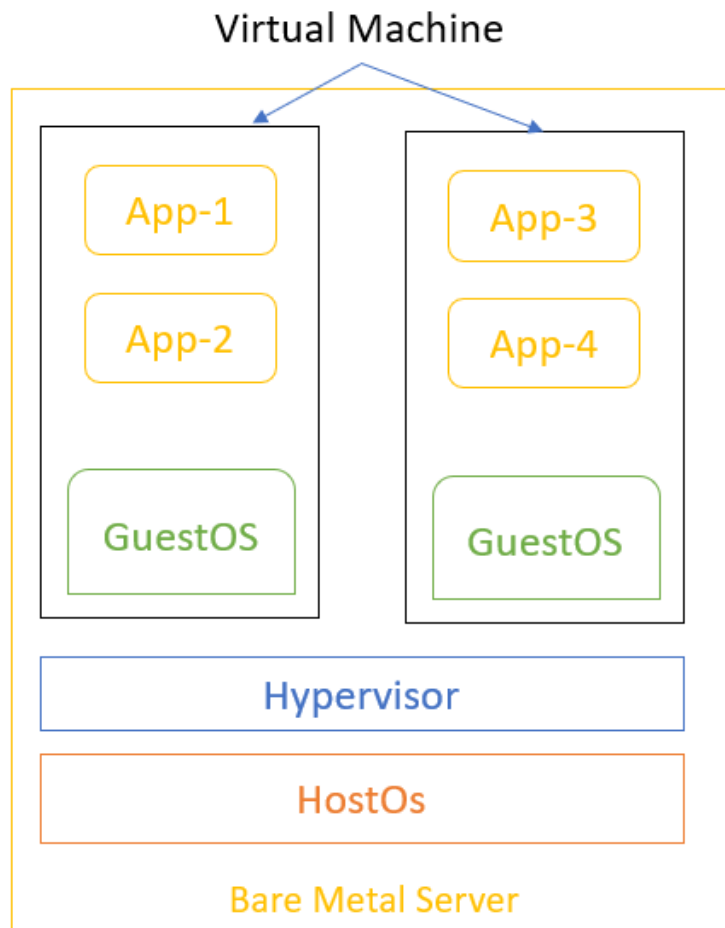 Virtual Machine
App-1
App-2
GuestOS
App-3
App-4
GuestOS
Hypervisor
HostOs
Bare Metal Server